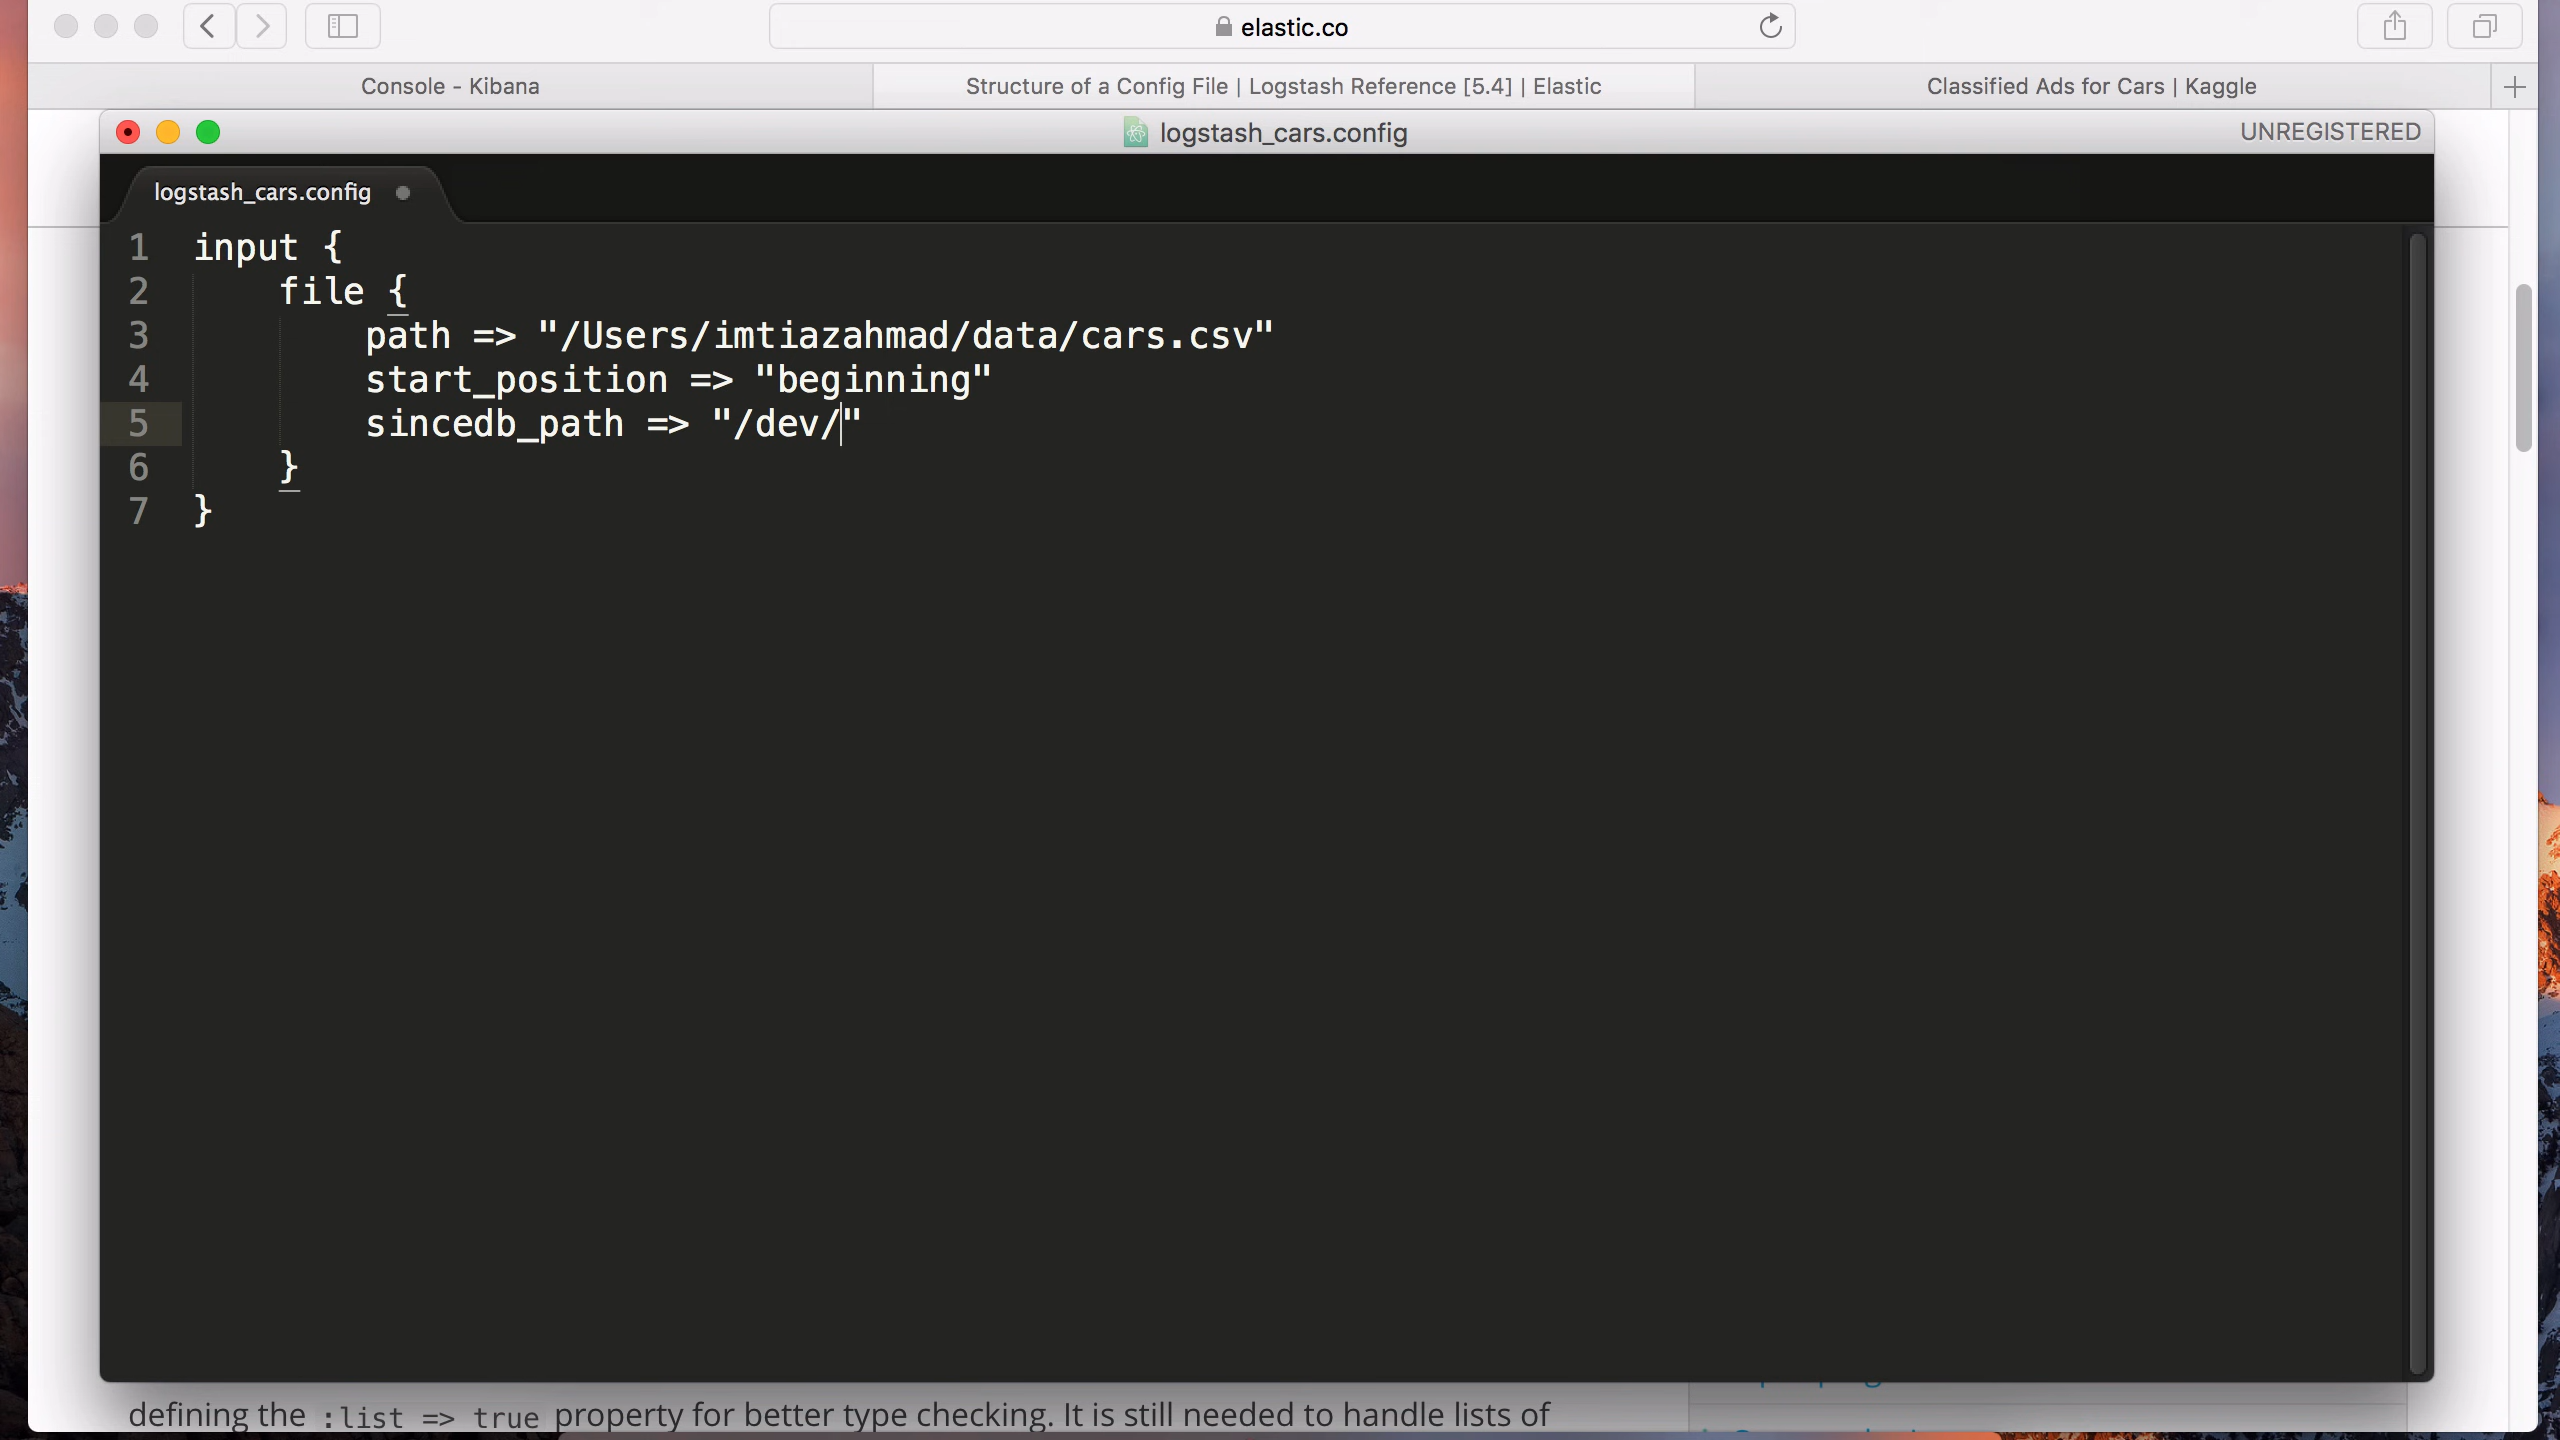 elastic.co
Console - Kibana
Structure of a Config File | Logstash Reference [5.4] | Elastic
Classified Ads for Cars | Kaggle
logstash_cars.config
UNREGISTERED
logstash_cars.config
1 input {
2 file {
3 path => "/Users/imtiazahmad/data/cars.csv"
4 start_position => "beginning"
5 sincedb_path => "/dev/"
6 }
7 }
defining the :list => true property for better type checking. It is still needed to handle lists of